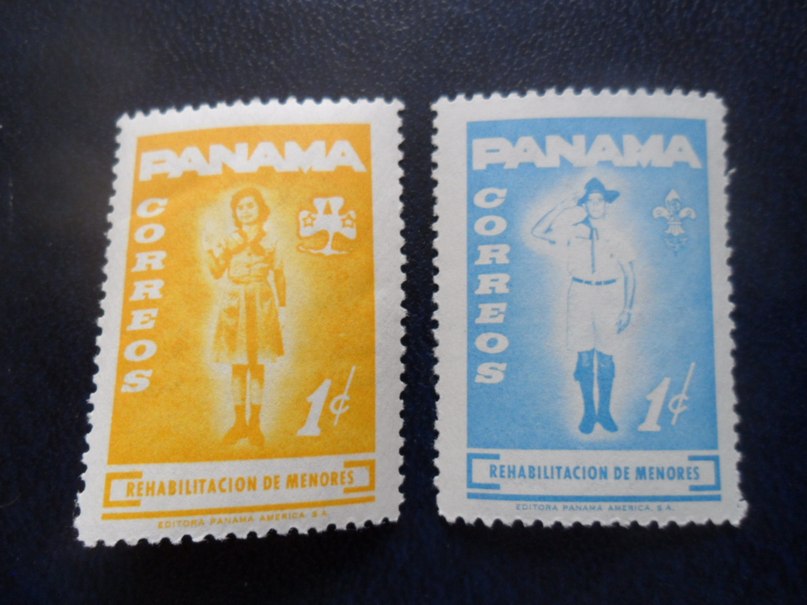 PANAMA
CORREOS
1¢
REHABILITACION DE MENORES
EDITORA PANAMA AMERICA, S.A.
PANAMA
CORREOS
1¢
REHABILITACION DE MENORES
EDITORA PANAMA AMERICA, S.A.